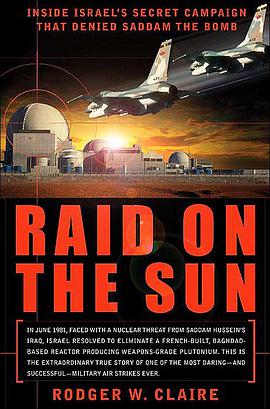 INSIDE ISRAEL'S SECRET CAMPAIGN
THAT DENIED SADDAM THE BOMB
RAID ON
THE SUN
IN JUNE 1981, FACED WITH A NUCLEAR THREAT FROM SADDAM HUSSEIN'S
IRAQ, ISRAEL RESOLVED TO ELIMINATE A FRENCH-BUILT, BAGHDAD-
BASED REACTOR PRODUCING WEAPONS-GRADE PLUTONIUM. THIS IS
THE EXTRAORDINARY TRUE STORY OF ONE OF THE MOST DARING—AND
SUCCESSFUL—MILITARY AIR STRIKES EVER.
RODGER W. CLAIRE